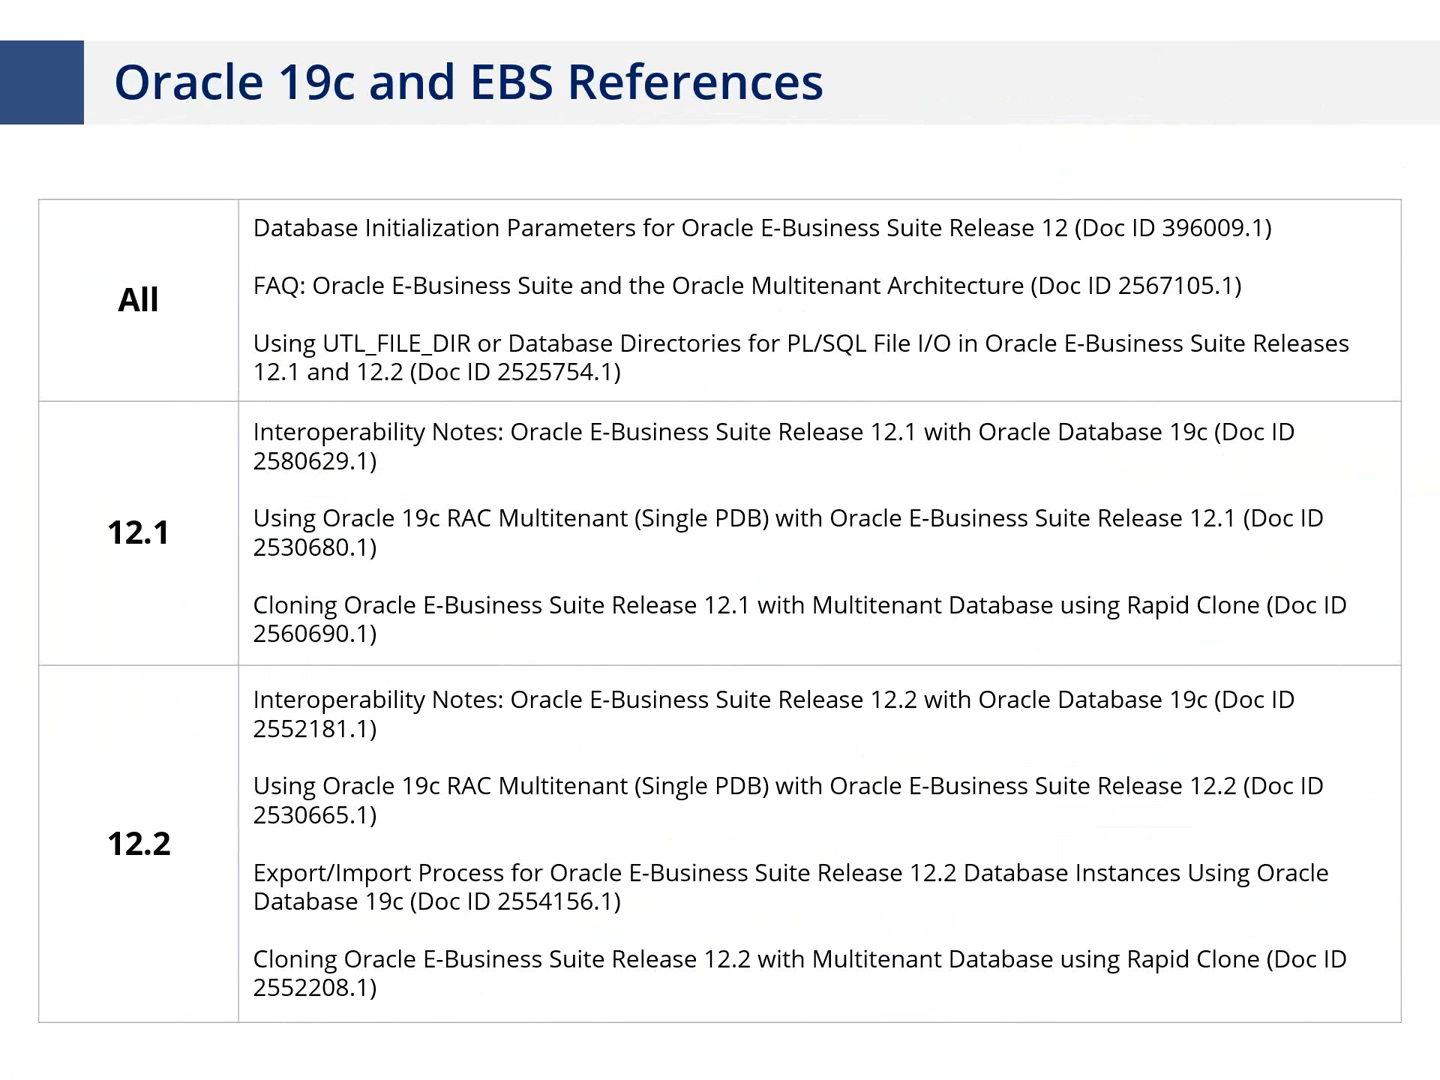 Oracle 19c and EBS References
All
Database Initialization Parameters for Oracle E-Business Suite Release 12 (Doc ID 396009.1)
FAQ: Oracle E-Business Suite and the Oracle Multitenant Architecture (Doc ID 2567105.1)
Using UTL_FILE_DIR or Database Directories for PL/SQL File I/O in Oracle E-Business Suite Releases
12.1 and 12.2 (Doc ID 2525754.1)
12.1
Interoperability Notes: Oracle E-Business Suite Release 12.1 with Oracle Database 19c (Doc ID
2580629.1)
Using Oracle 19c RAC Multitenant (Single PDB) with Oracle E-Business Suite Release 12.1 (Doc ID
2530680.1)
Cloning Oracle E-Business Suite Release 12.1 with Multitenant Database using Rapid Clone (Doc ID
2560690.1)
12.2
Interoperability Notes: Oracle E-Business Suite Release 12.2 with Oracle Database 19c (Doc ID
2552181.1)
Using Oracle 19c RAC Multitenant (Single PDB) with Oracle E-Business Suite Release 12.2 (Doc ID
2530665.1)
Export/Import Process for Oracle E-Business Suite Release 12.2 Database Instances Using Oracle
Database 19c (Doc ID 2554156.1)
Cloning Oracle E-Business Suite Release 12.2 with Multitenant Database using Rapid Clone (Doc ID
2552208.1)